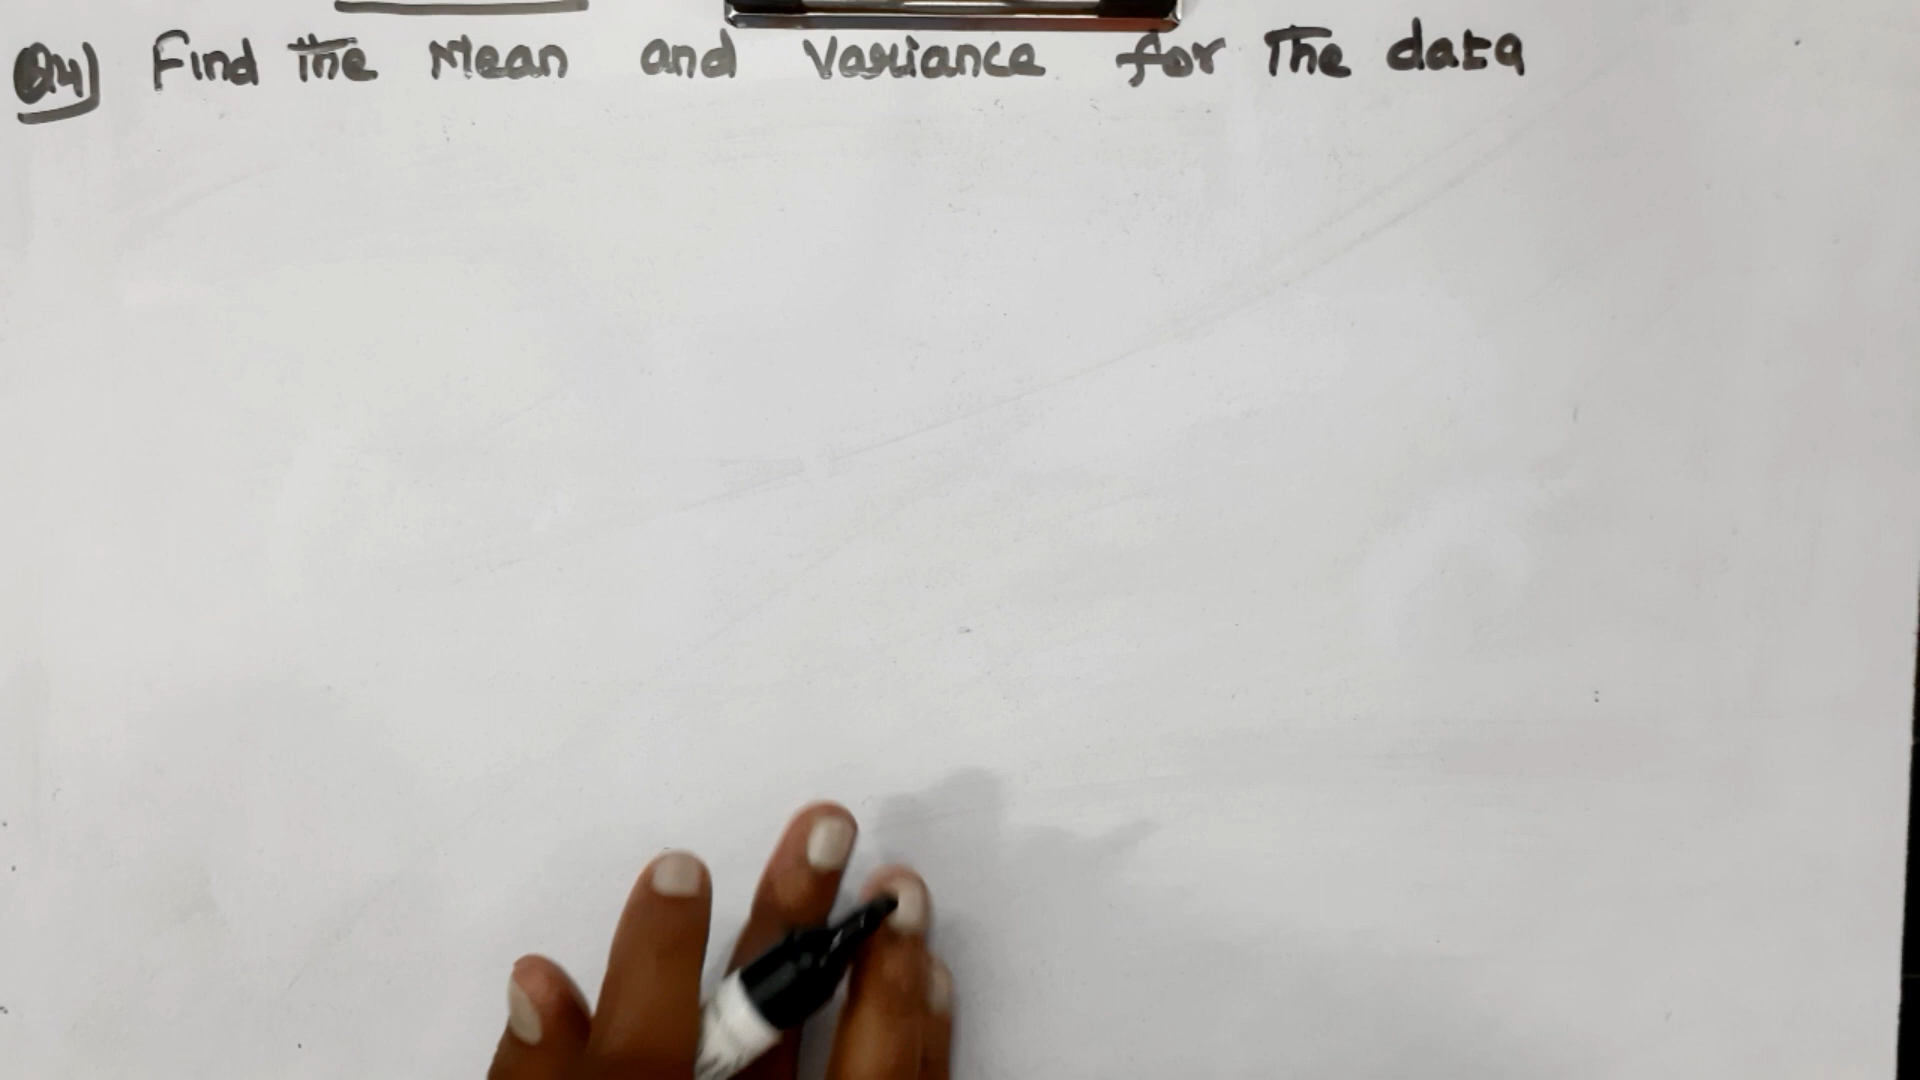 Q4) Find the Mean and Variance for The data